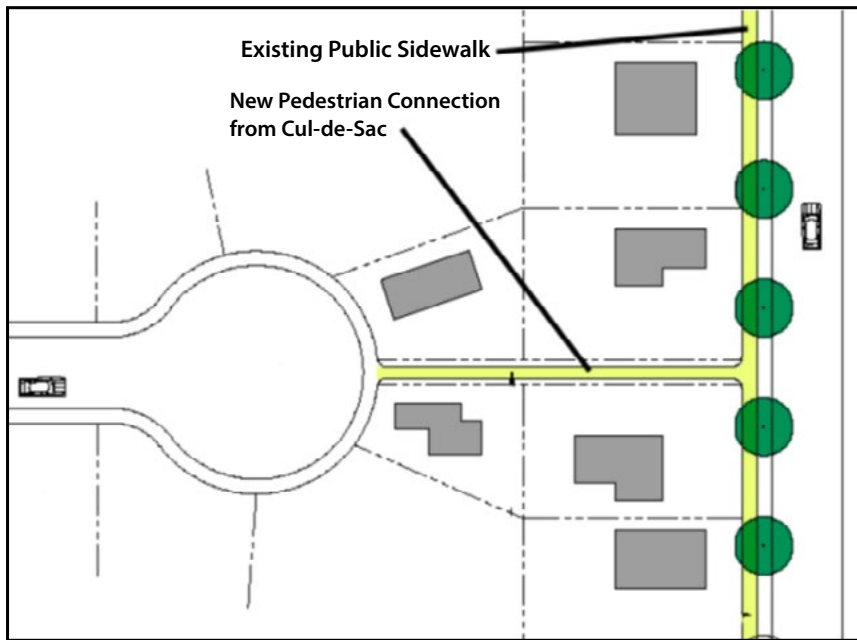 Existing Public Sidewalk
New Pedestrian Connection
from Cul-de-Sac